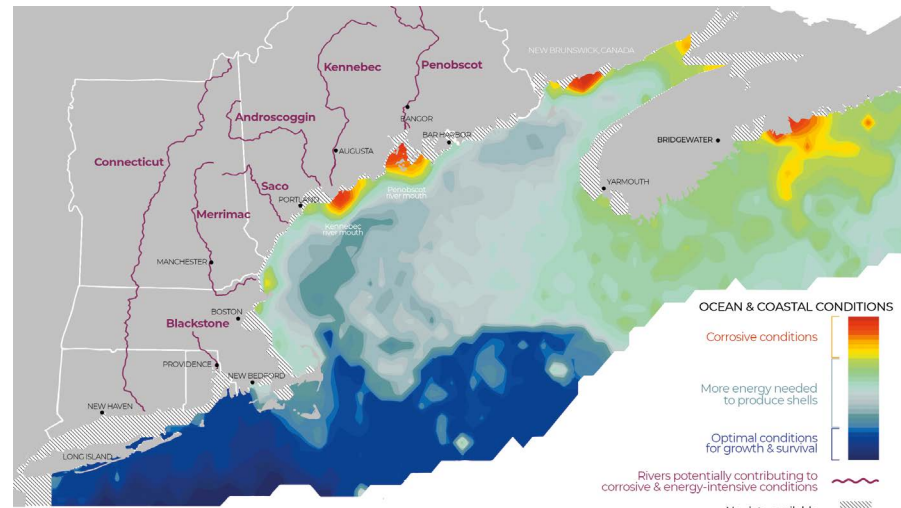 NEW BRUNSWICK, CANADA
Kennebec
Penobscot
Androscoggin
BANGOR
BAR HARBOR
BRIDGEWATER
Connecticut
AUGUSTA
Saco
YARMOUTH
PORTLAND
Penobscot
river mouth
Merrimac
Kennebec
river mouth
MANCHESTER
OCEAN & COASTAL CONDITIONS
BOSTON
Blackstone
Corrosive conditions
PROVIDENCE
NEW BEDFORD
More energy needed
to produce shells
NEW HAVEN
Optimal conditions
for growth & survival
LONG ISLAND
Rivers potentially contributing to
corrosive & energy-intensive conditions